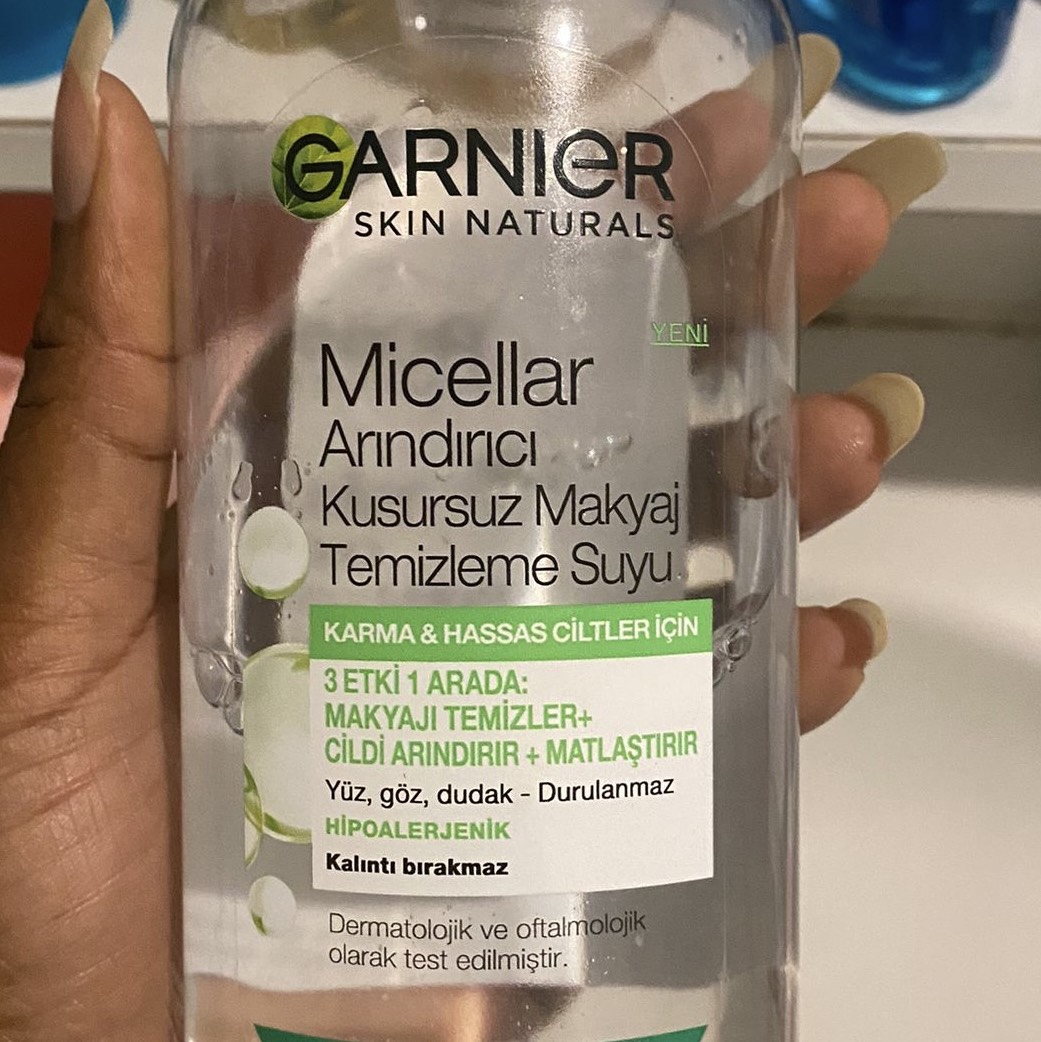 GARNIER
SKIN NATURALS
YENİ
Micellar
Arındırıcı
Kusursuz Makyaj
Temizleme Suyu
KARMA & HASSAS CİLTLER İÇİN
3 ETKİ 1 ARADA:
MAKYAJI TEMİZLER+
CİLDİ ARINDIRIR + MATLAŞTIRIR
Yüz, göz, dudak - Durulanmaz
HİPOALERJENİK
Kalıntı bırakmaz
Dermatolojik ve oftalmolojik
olarak test edilmiştir.